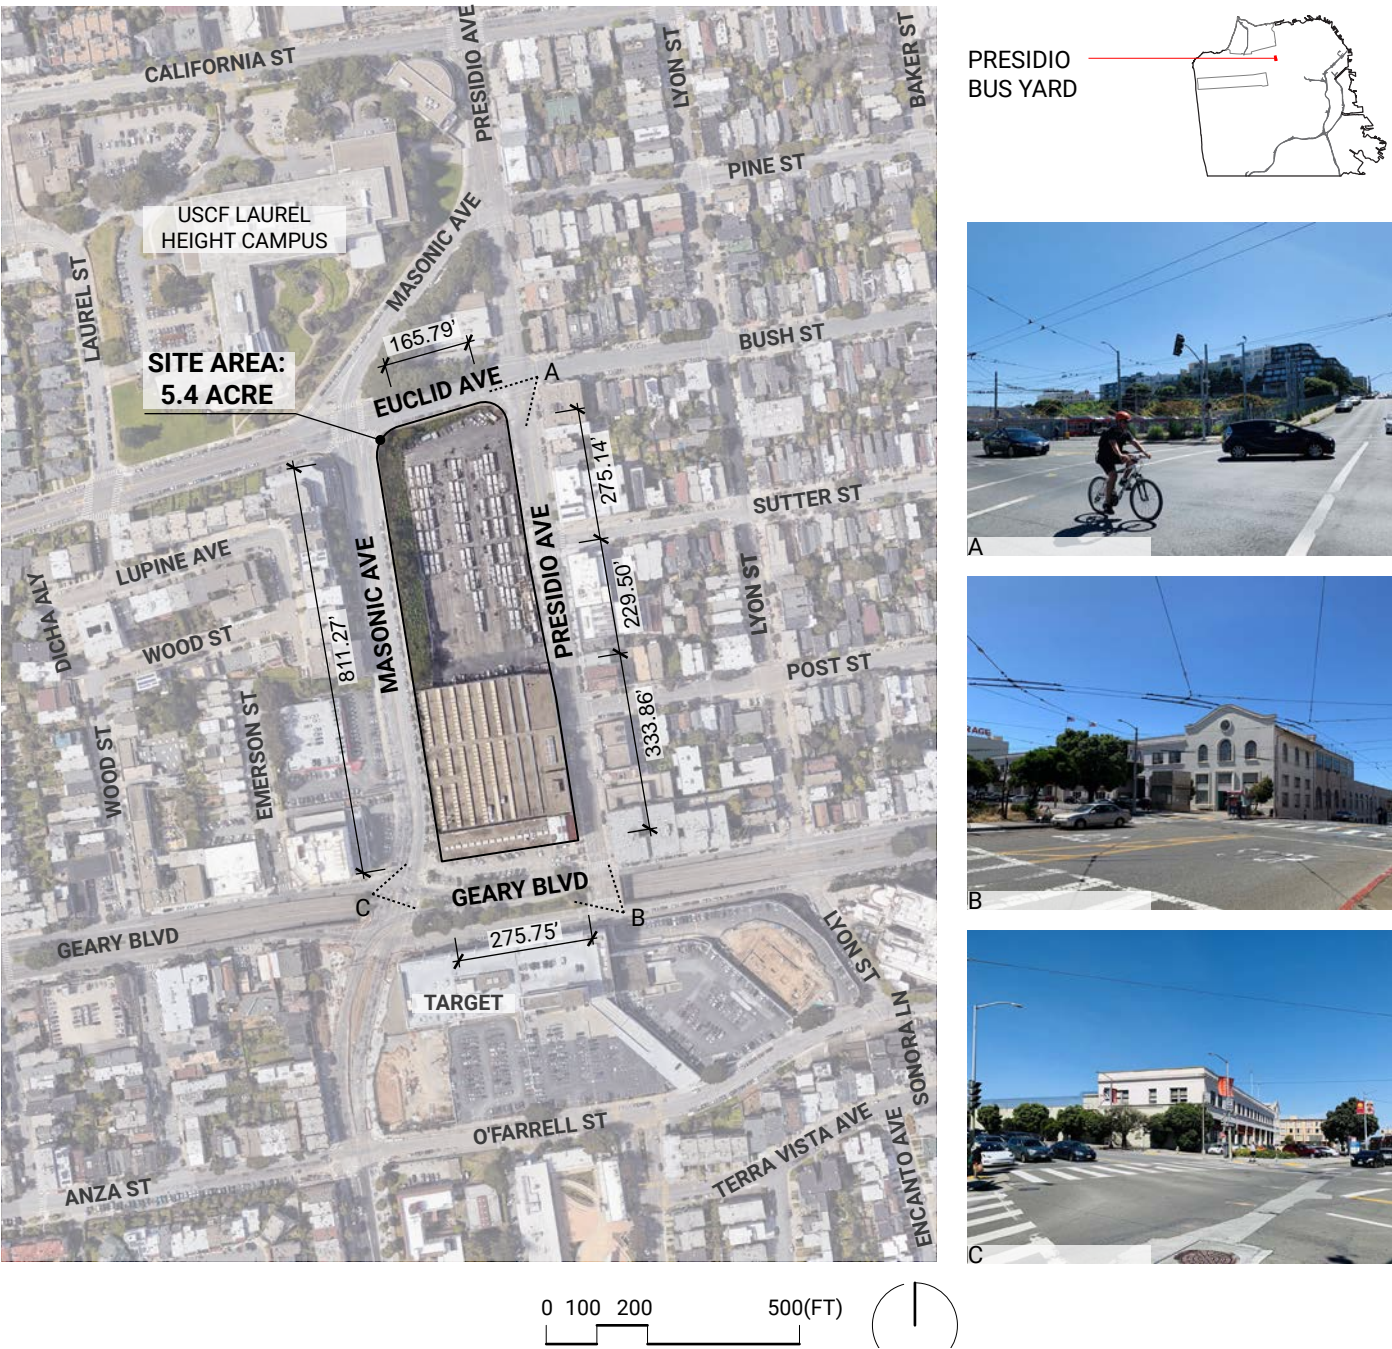 CALIFORNIA ST
PRESIDIO AVE
LYON ST
BAKER ST
PINE ST
USCF LAUREL
HEIGHT CAMPUS
MASONIC AVE
LAUREL ST
165.79'
BUSH ST
SITE AREA:
5.4 ACRE
EUCLID AVE
A
275.14'
SUTTER ST
LUPINE AVE
DICHA ALY
WOOD ST
811.27'
MASONIC AVE
PRESIDIO AVE
229.50'
LYON ST
POST ST
333.86'
WOOD ST
EMERSON ST
GEARY BLVD
C
B
GEARY BLVD
275.75'
LYON ST
TARGET
SONORA LN
O'FARRELL ST
TERRA VISTA AVE
ENCANTO AVE
ANZA ST
0 100 200 500(FT)
PRESIDIO
BUS YARD
A
RAGE
B
C